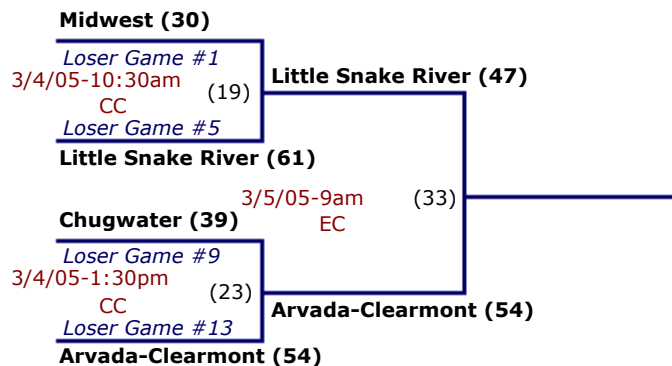 Midwest (30)
Loser Game #1
3/4/05-10:30am
CC
(19)
Loser Game #5
Little Snake River (61)
Little Snake River (47)
3/5/05-9am
EC
(33)
Chugwater (39)
Loser Game #9
3/4/05-1:30pm
CC
(23)
Loser Game #13
Arvada-Clearmont (54)
Arvada-Clearmont (54)